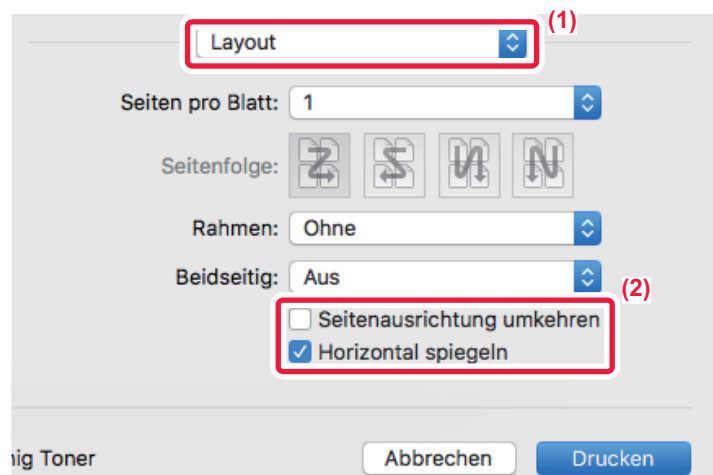 (1)
Layout
Seiten pro Blatt: 1
Seitenfolge:
Rahmen: Ohne
Beidseitig: Aus
(2)
Seitenausrichtung umkehren
Horizontal spiegeln
nig Toner Abbrechen Drucken